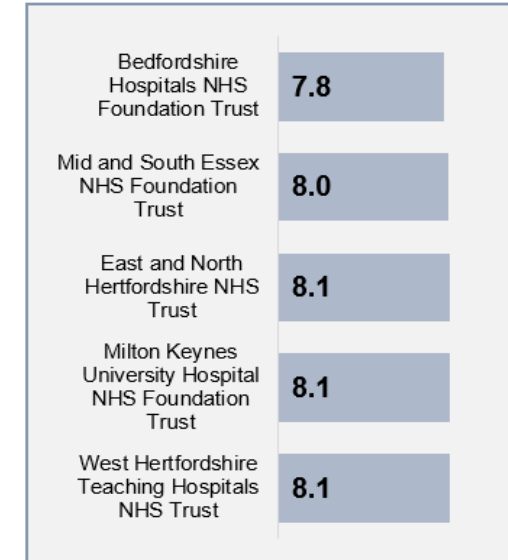 Bedfordshire
Hospitals NHS
Foundation Trust
7.8
Mid and South Essex
NHS Foundation
Trust
8.0
East and North
Hertfordshire NHS
Trust
8.1
Milton Keynes
University Hospital
NHS Foundation
Trust
8.1
West Hertfordshire
Teaching Hospitals
NHS Trust
8.1